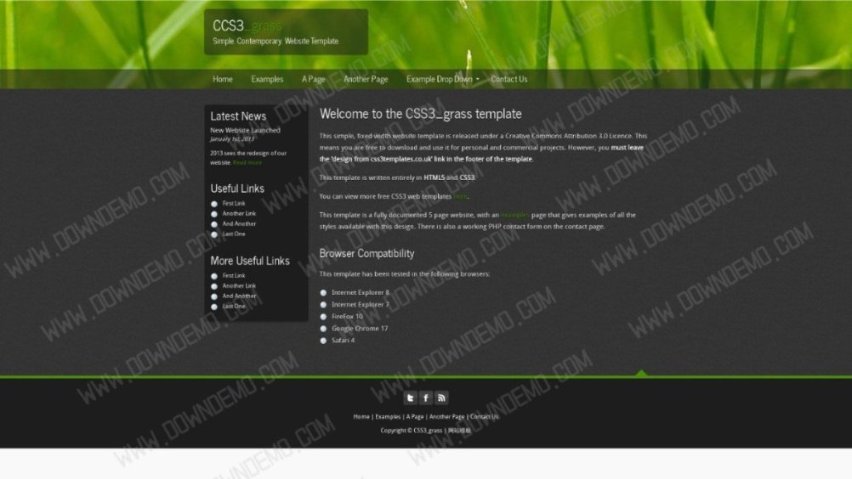 CCS3_grass
Simple. Contemporary. Website Template
Home Examples A Page Another Page Example Drop Down Contact Us
Latest News
New Website Launched
January 1st, 2013
2013 sees the redesign of our
website. Read more
Useful Links
First Link
Another Link
And Another
Last One
More Useful Links
First Link
Another Link
And Another
Last One
Welcome to the CSS3_grass template
This simple, fixed width website template is released under a Creative Commons Attribution 3.0 Licence. This
means you are free to download and use it for personal and commercial projects. However, you must leave
the 'design from css3templates.co.uk' link in the footer of the template.
This template is written entirely in HTML5 and CSS3.
You can view more free CSS3 web templates here.
This template is a fully documented 5 page website, with an examples page that gives examples of all the
styles available with this design. There is also a working PHP contact form on the contact page.
Browser Compatibility
This template has been tested in the following browsers:
Internet Explorer 8
Internet Explorer 7
FireFox 10
Google Chrome 17
Safari 4
Home | Examples | A Page | Another Page | Contact Us
Copyright © CSS3_grass |
WWW.DOWNDEMO.COM